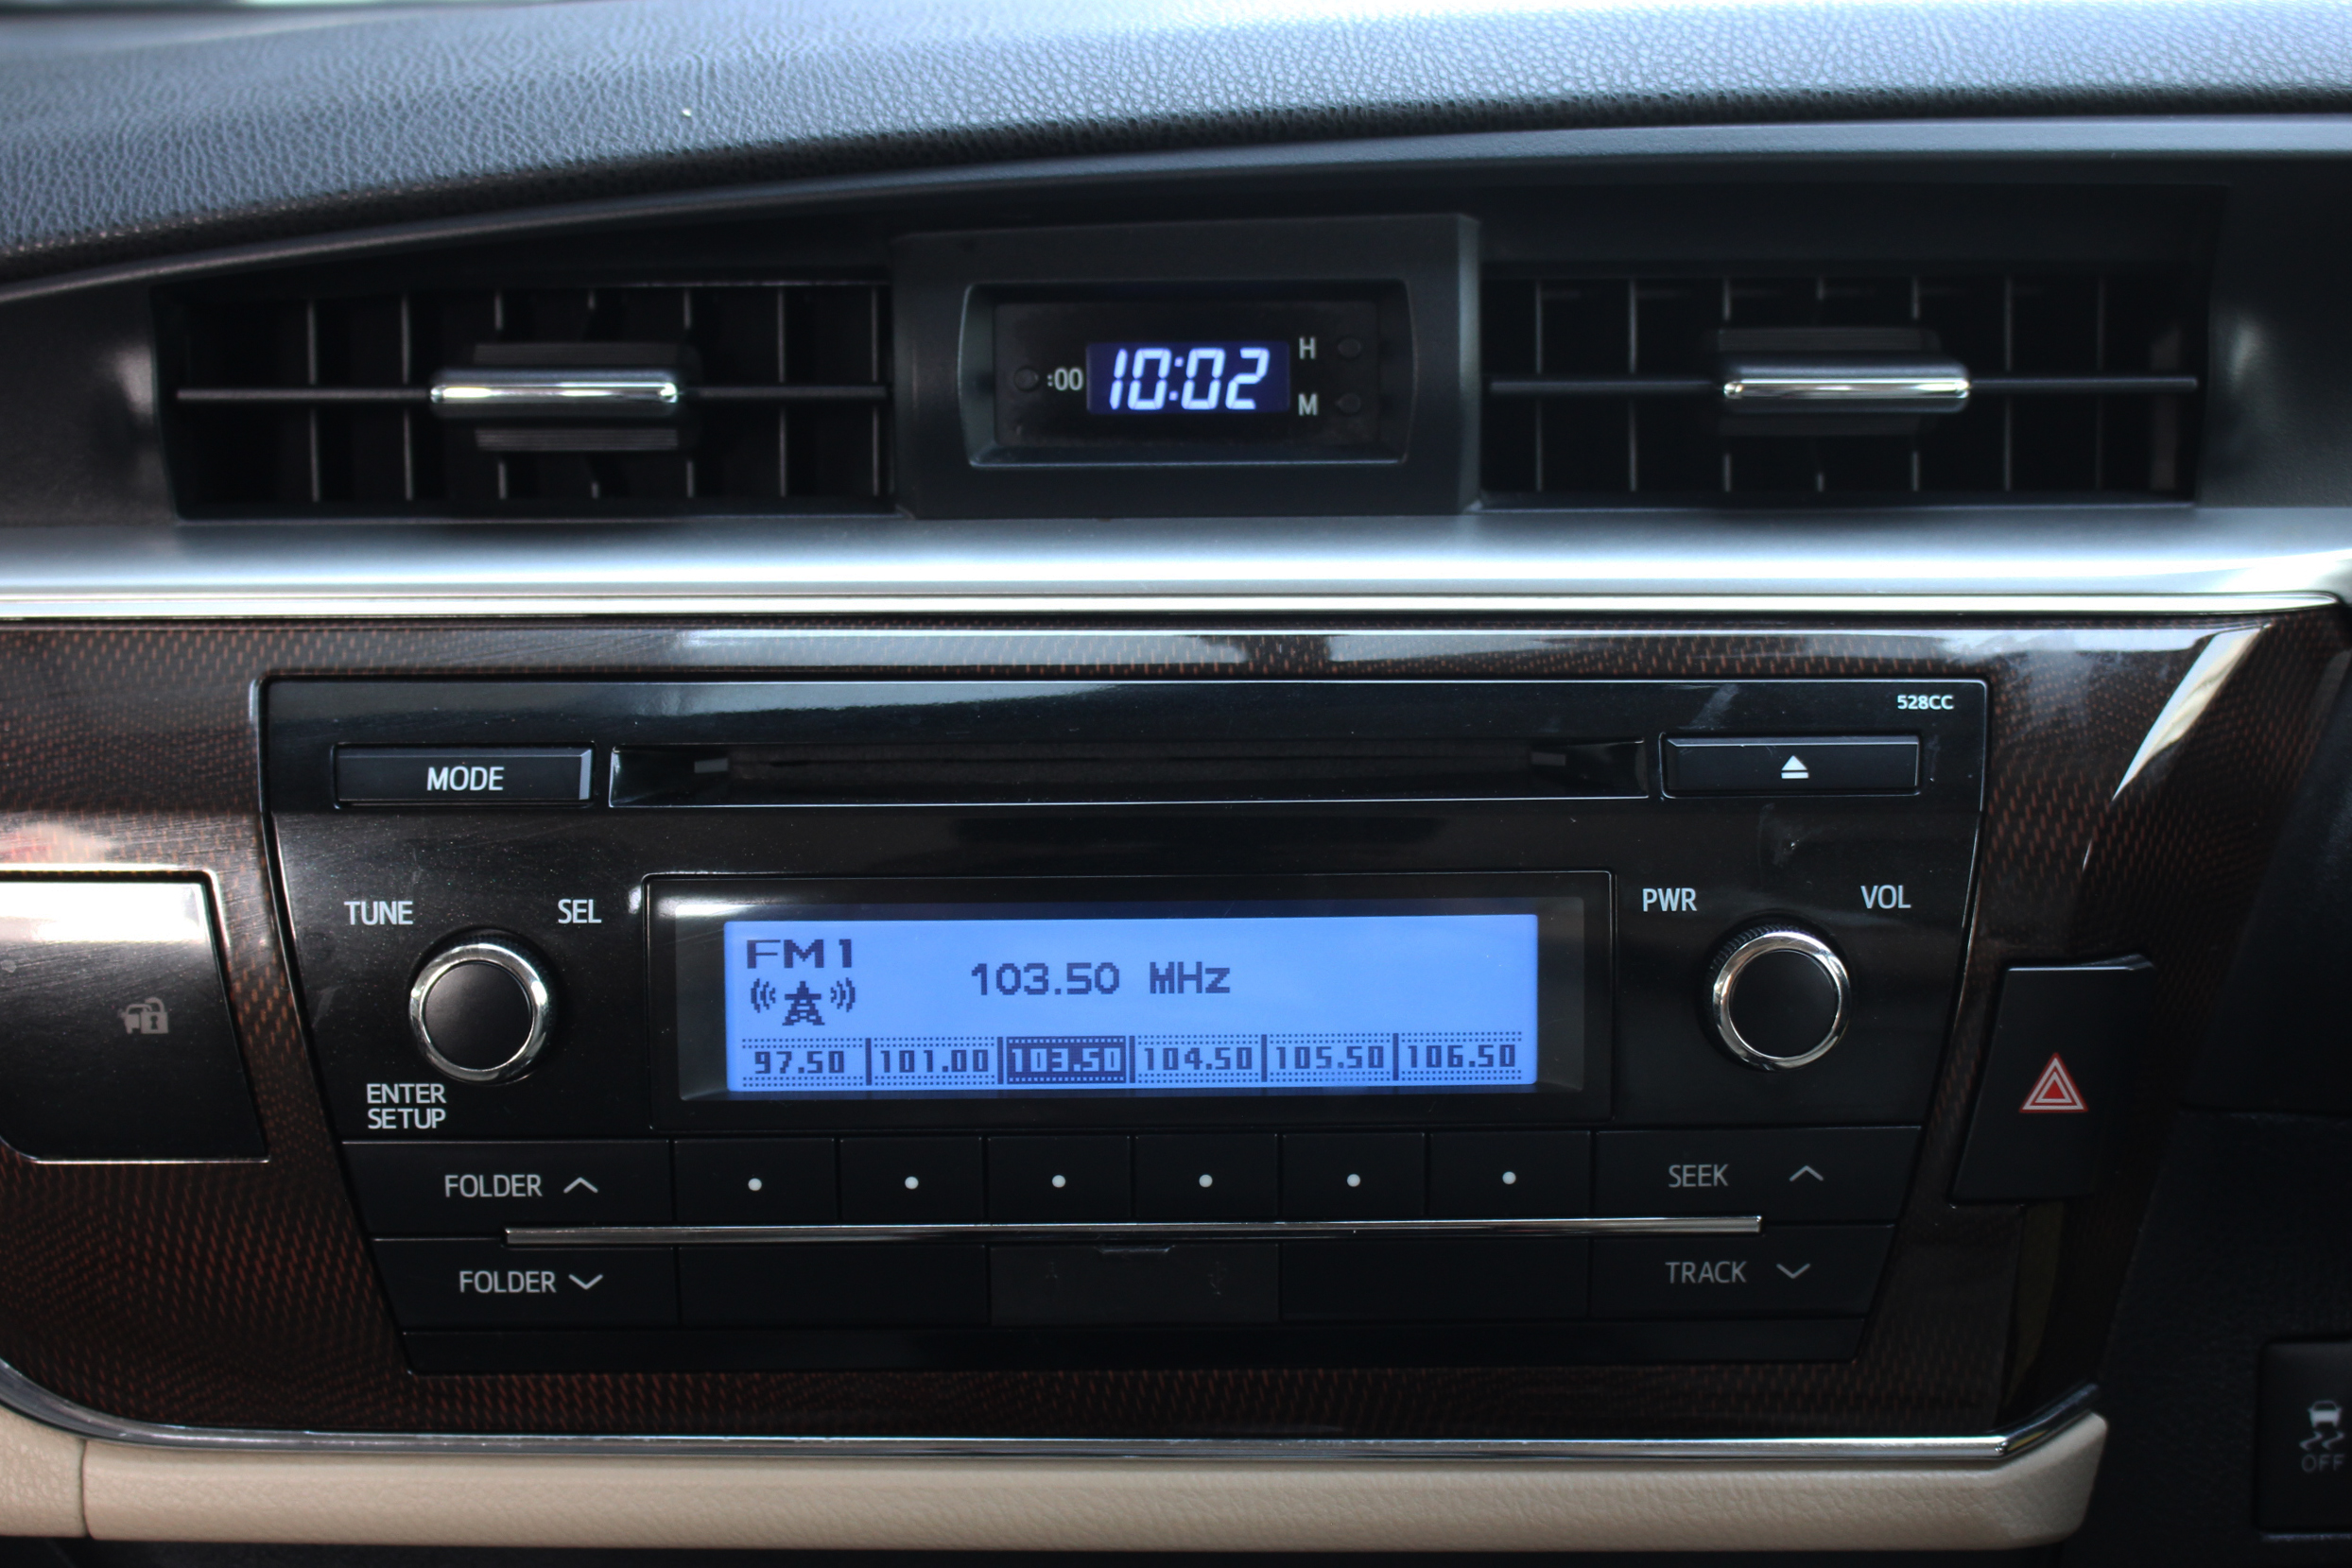 :00 10:02 H
M
528CC
MODE
TUNE SEL
PWR VOL
FM1
103.50 MHz
97.50 101.00 103.50 104.50 105.50 106.50
ENTER
SETUP
FOLDER
SEEK
FOLDER
TRACK
OFF